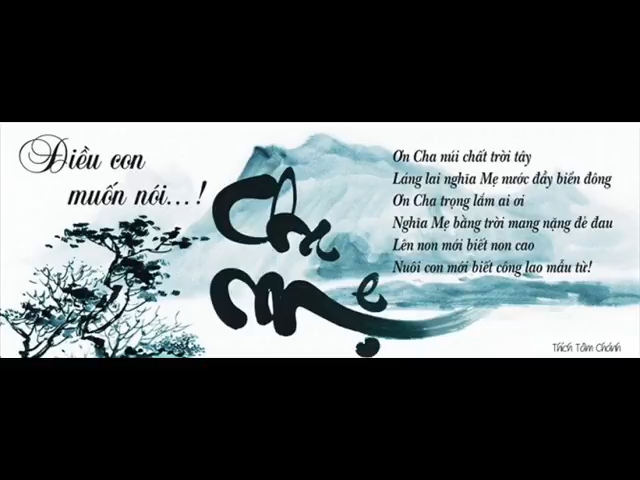 Điều con
muốn nói...!
Cha
Mẹ
Ơn Cha núi chất trời tây
Láng lai nghĩa Mẹ nước đầy biển đông
Ơn Cha trọng lắm ai ơi
Nghĩa Mẹ bằng trời mang nặng đẻ đau
Lên non mới biết non cao
Nuôi con mới biết công lao mẫu từ!
Thích Tâm Chánh